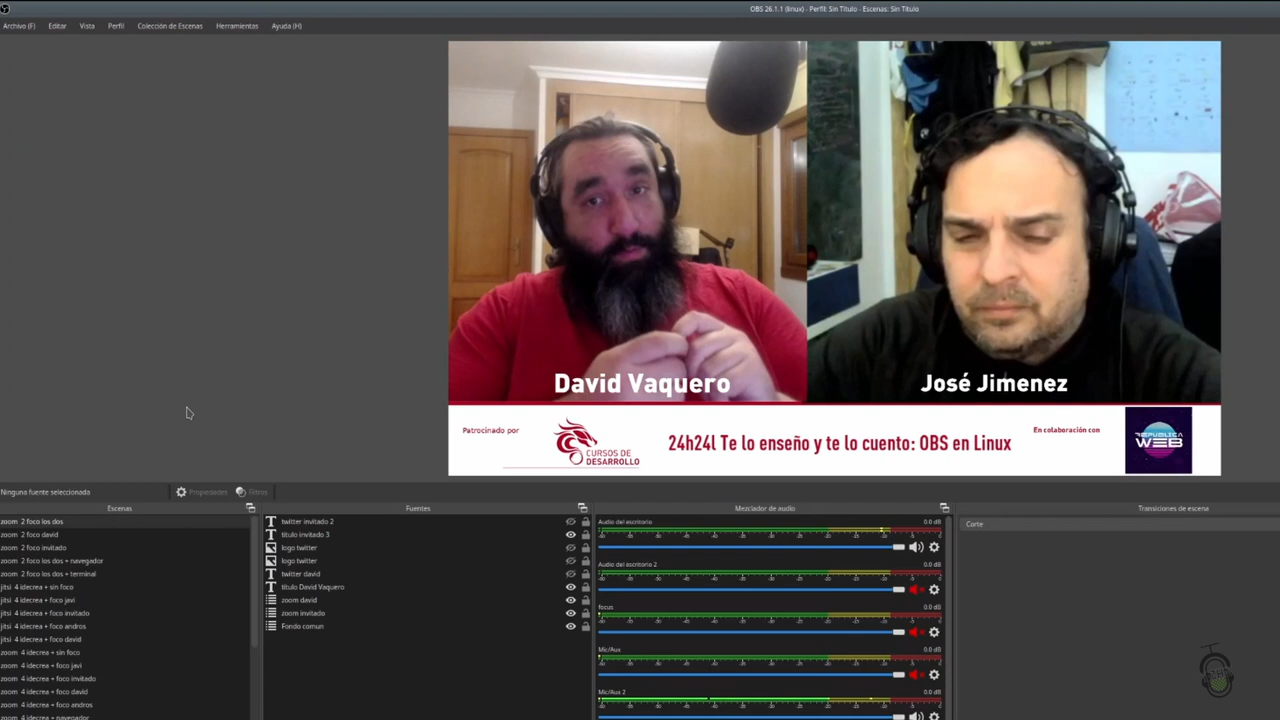 OBS 26.1.1 (linux) - Perfil: Sin Título - Escenas: Sin Título
Archivo (F) Editar Vista Perfil Colección de Escenas Herramientas Ayuda (H)
David Vaquero
José Jimenez
Patrocinado por
CURSOS DE
DESARROLLO
24h24l Te lo enseño y te lo cuento: OBS en Linux
En colaboración con
REPUBLICA
WEB
Ninguna fuente seleccionada
Propiedades
Filtros
Escenas
zoom 2 foco los dos
zoom 2 foco david
zoom 2 foco invitado
zoom 2 foco los dos + navegador
zoom 2 foco los dos + terminal
jitsi 4 idecrea + sin foco
jitsi 4 idecrea + foco javi
jitsi 4 idecrea + foco invitado
jitsi 4 idecrea + foco andros
jitsi 4 idecrea + foco david
zoom 4 idecrea + sin foco
zoom 4 idecrea + foco javi
zoom 4 idecrea + foco invitado
zoom 4 idecrea + foco david
zoom 4 idecrea + foco andros
zoom 4 idecrea + navegador
Fuentes
twitter invitado 2
titulo invitado 3
logo twitter
logo twitter
twitter david
titulo David Vaquero
zoom david
zoom invitado
Fondo comun
Mezclador de audio
Audio del escritorio 0.0 dB
Audio del escritorio 2 0.0 dB
focus 0.0 dB
Mic/Aux 0.0 dB
Mic/Aux 2 0.0 dB
Transiciones de escena
Corte